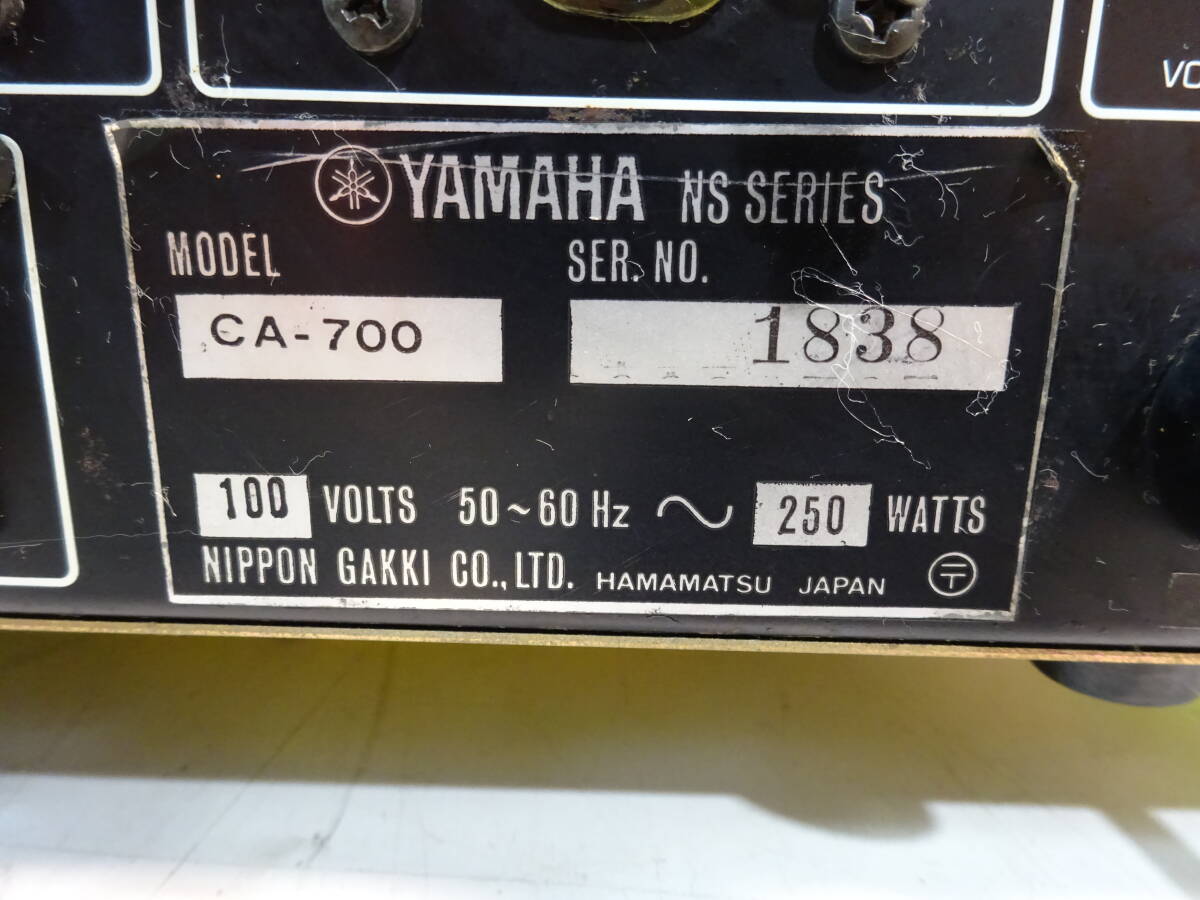 VO
YAMAHA NS SERIES
MODEL SER. NO.
CA-700 1838
100 VOLTS 50~60 Hz ~ 250 WATTS
NIPPON GAKKI CO., LTD. HAMAMATSU JAPAN 〒